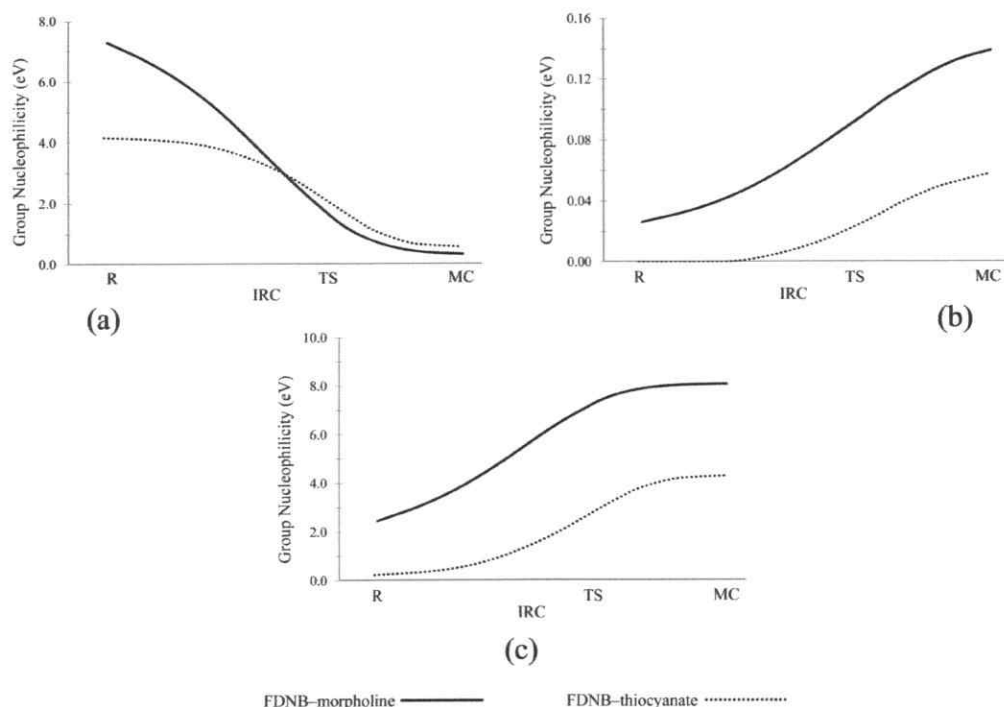 8.0
6.0
4.0
2.0
0.0
Group Nucleophilicity (eV)
R
TS
MC
IRC
(a)
0.16
0.12
0.08
0.04
0.00
Group Nucleophilicity (eV)
R
TS
MC
IRC
(b)
10.0
8.0
6.0
4.0
2.0
0.0
Group Nucleophilicity (eV)
R
TS
MC
IRC
(c)
FDNB–morpholine
FDNB–thiocyanate